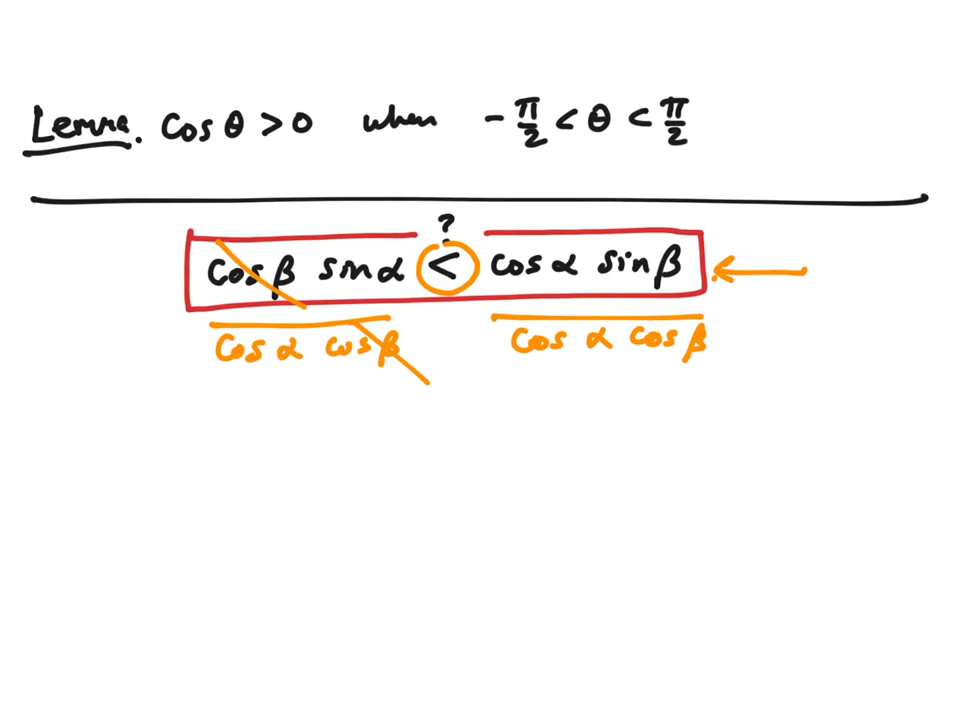 Lemma. cos θ > 0 when - π/2 < θ < π/2
?
cos β sin α < cos α sin β
cos α cos β cos α cos β